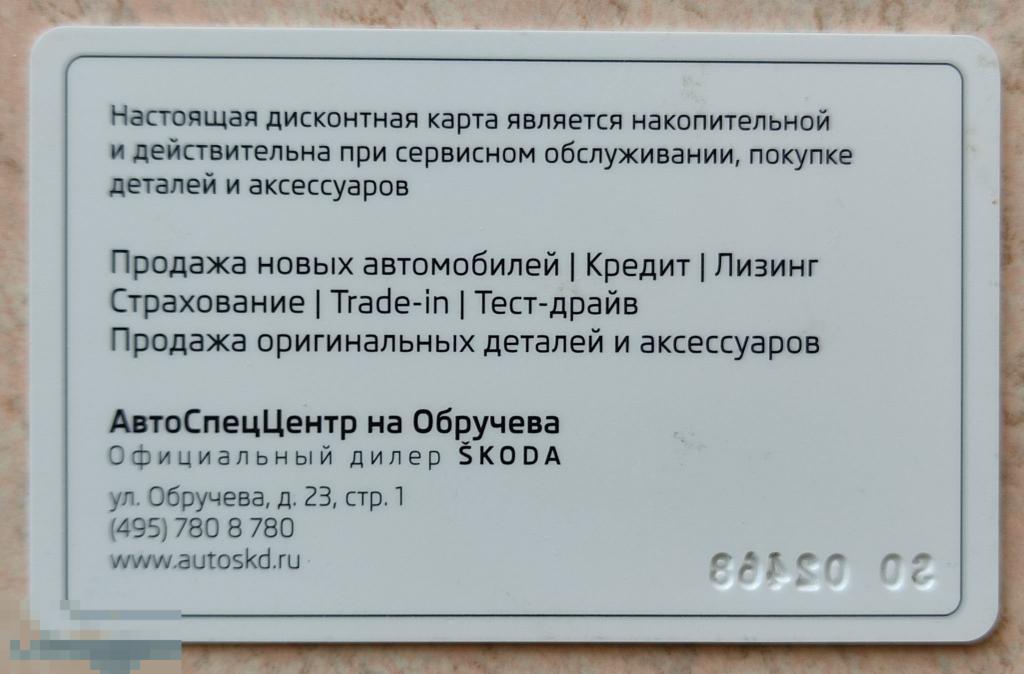 Настоящая дисконтная карта является накопительной
и действительна при сервисном обслуживании, покупке
деталей и аксессуаров
Продажа новых автомобилей | Кредит | Лизинг
Страхование | Trade-in | Тест-драйв
Продажа оригинальных деталей и аксессуаров
АвтоСпецЦентр на Обручева
Официальный дилер ŠKODA
ул. Обручева, д. 23, стр. 1
(495) 780 8 780
www.autoskd.ru